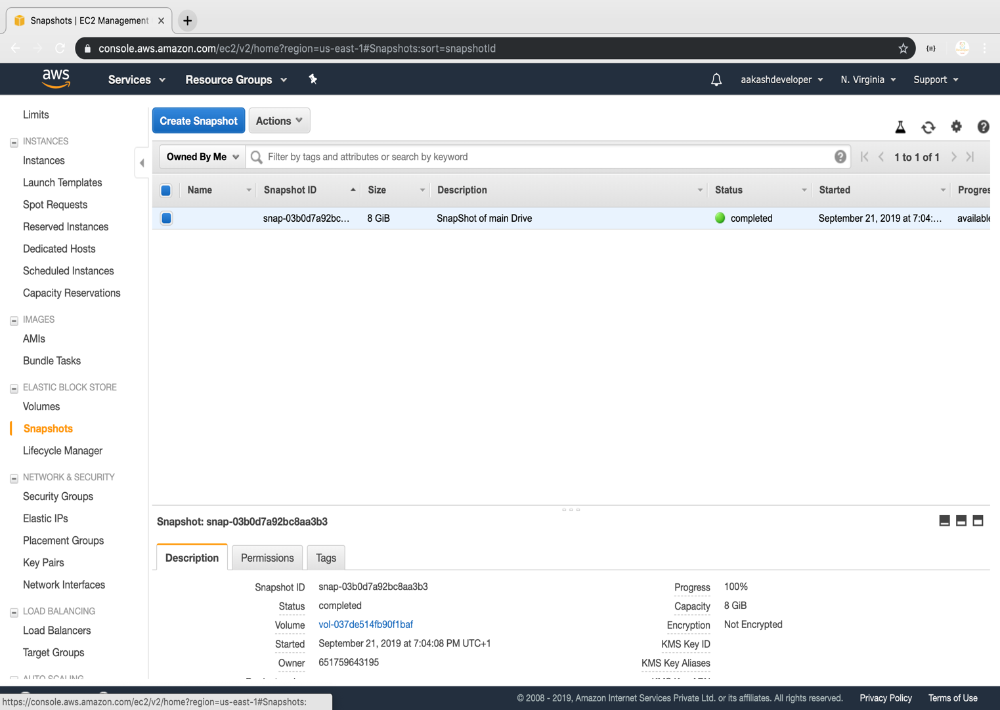 Snapshots | EC2 Management
console.aws.amazon.com/ec2/v2/home?region=us-east-1#Snapshots:sort=snapshotId
aws Services Resource Groups aakashdeveloper N. Virginia Support
Limits
INSTANCES
Instances
Launch Templates
Spot Requests
Reserved Instances
Dedicated Hosts
Scheduled Instances
Capacity Reservations
IMAGES
AMIs
Bundle Tasks
ELASTIC BLOCK STORE
Volumes
Snapshots
Lifecycle Manager
NETWORK & SECURITY
Security Groups
Elastic IPs
Placement Groups
Key Pairs
Network Interfaces
LOAD BALANCING
Load Balancers
Target Groups
AUTO SCALING
Create Snapshot Actions
Owned By Me Filter by tags and attributes or search by keyword 1 to 1 of 1
Name Snapshot ID Size Description Status Started Progres
snap-03b0d7a92bc... 8 GiB SnapShot of main Drive completed September 21, 2019 at 7:04:... available
Snapshot: snap-03b0d7a92bc8aa3b3
Description Permissions Tags
Snapshot ID snap-03b0d7a92bc8aa3b3 Progress 100%
Status completed Capacity 8 GiB
Volume vol-037de514fb90f1baf Encryption Not Encrypted
Started September 21, 2019 at 7:04:08 PM UTC+1 KMS Key ID
Owner 651759643195 KMS Key Aliases
KMS Key ARN
https://console.aws.amazon.com/ec2/v2/home?region=us-east-1#Snapshots:
© 2008 - 2019, Amazon Internet Services Private Ltd. or its affiliates. All rights reserved. Privacy Policy Terms of Use